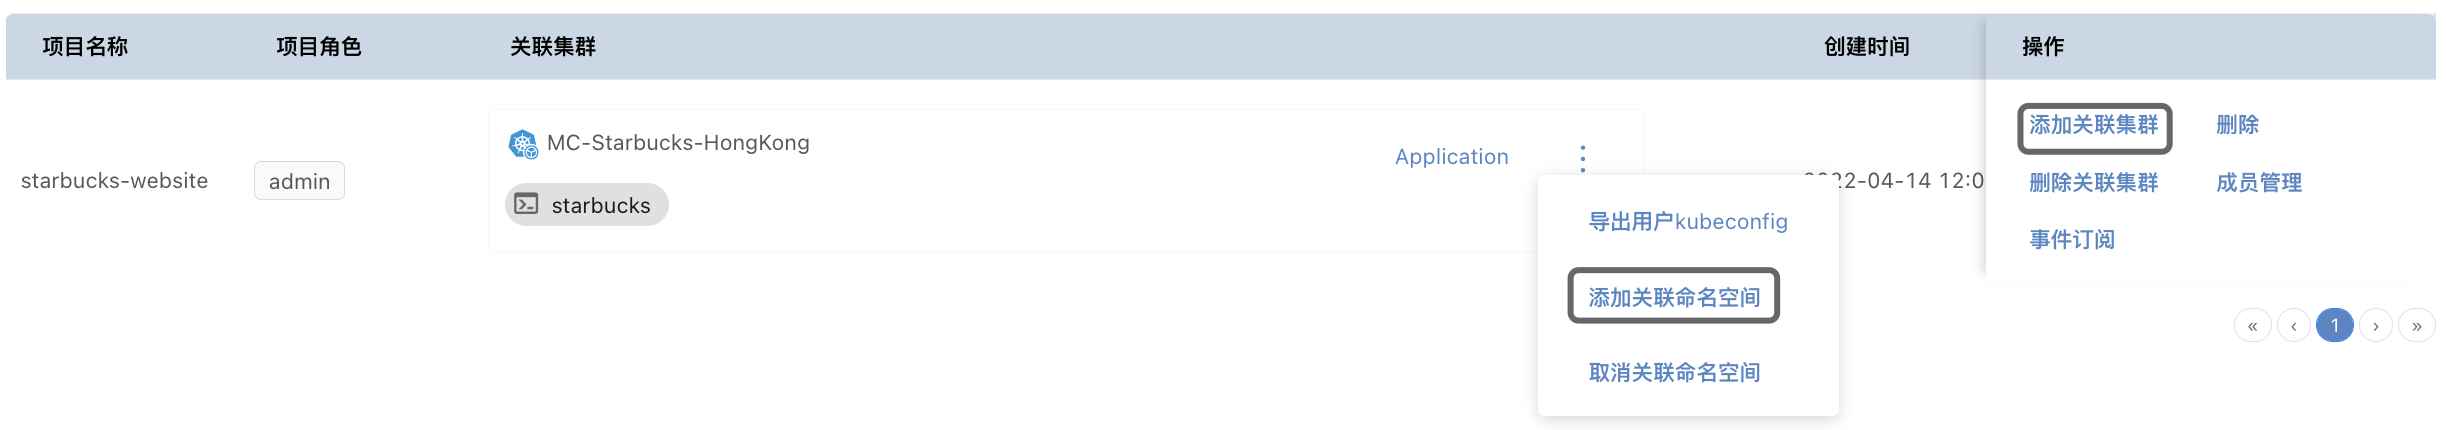 项目名称 项目角色 关联集群 创建时间 操作
starbucks-website admin MC-Starbucks-HongKong Application
starbucks
2022-04-14 12:0
添加关联集群 删除
删除关联集群 成员管理
事件订阅
导出用户kubeconfig
添加关联命名空间
取消关联命名空间
« ‹ 1 › »